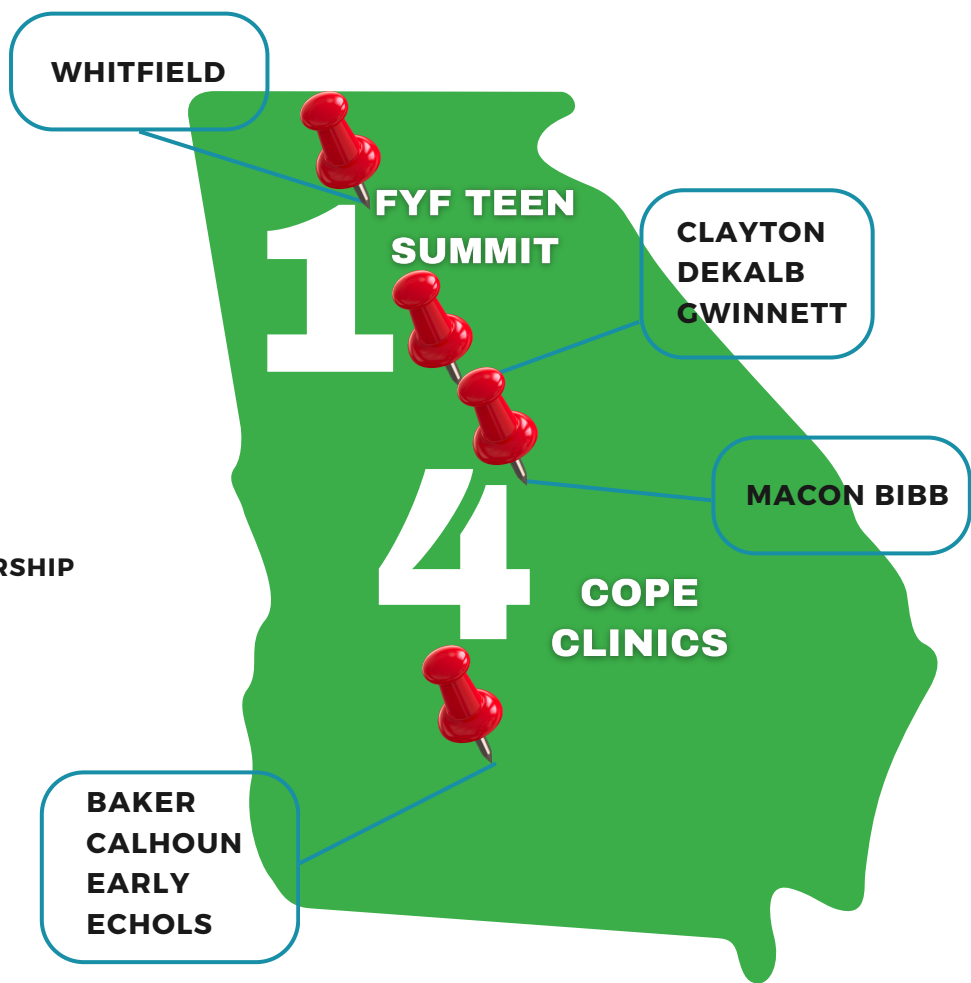 WHITFIELD
1
FYF TEEN
SUMMIT
CLAYTON
DEKALB
GWINNETT
MACON BIBB
RSHIP
4
COPE
CLINICS
BAKER
CALHOUN
EARLY
ECHOLS